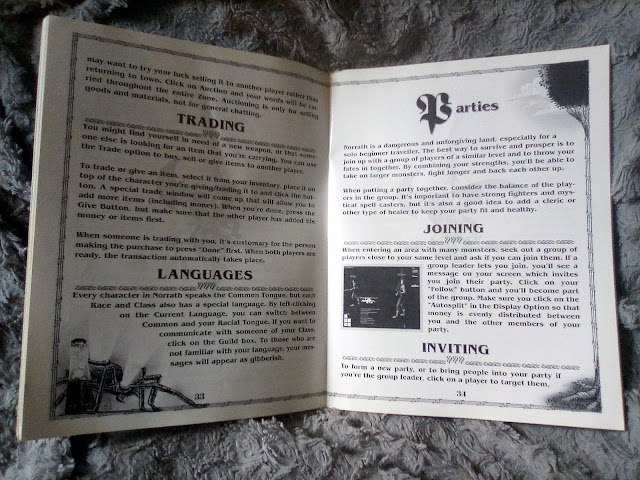 may want to try your luck selling it to another player rather than
returning to town. Click on Auction and your words will be car-
ried throughout the entire Zone. Auctioning is only for selling
goods and materials, not for general chatting.
TRADING
You might find yourself in need of a new weapon, or that some-
one else is looking for an item that you're carrying. You can use
the Trade option to buy, sell or give items to another player.
To trade or give an item, select it from your inventory, place it on
top of the character you're giving/trading it to and click the but-
ton. A special trade window will come up that will allow you to
add more items (including money). When you're done, press the
Give Button, but make sure that the other player has added his
money or items first.
When someone is trading with you, it's customary for the person
making the purchase to press "Done" first. When both players are
ready, the transaction automatically takes place.
LANGUAGES
Every character in Norrath speaks the Common Tongue, but each
Race and Class also has a special language. By left-clicking
on the Current Language, you can switch between
Common and your Racial Tongue. If you want to
communicate with someone of your Class,
click on the Guild box. To those who are
not familiar with your language, your mes-
sages will appear as gibberish.
33
Parties
Norrath is a dangerous and unforgiving land, especially for a
solo beginner traveller. The best way to survive and prosper is to
join up with a group of players of a similar level and to throw your
fates in together. By combining your strengths, you'll be able to
take on larger monsters, fight longer and back each other up.
When putting a party together, consider the balance of the play-
ers in the group. It's important to have strong fighters and mys-
tical spell casters, but it's also a good idea to add a cleric or
other type of healer to keep your party fit and healthy.
JOINING
When entering an area with many monsters, seek out a group of
players close to your same level and ask if you can join them. If a
group leader lets you join, you'll see a
message on your screen which invites
you join their party. Click on your
"Follow" button and you'll become part
of the group. Make sure you click on the
"Autosplit" in the Display Option so that
money is evenly distributed between
you and the other members of your
party.
INVITING
To form a new party, or to bring people into your party if
you're the group leader, click on a player to target them,
34